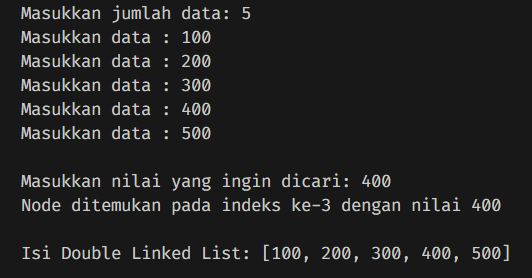 Masukkan jumlah data: 5
Masukkan data : 100
Masukkan data : 200
Masukkan data : 300
Masukkan data : 400
Masukkan data : 500
Masukkan nilai yang ingin dicari: 400
Node ditemukan pada indeks ke-3 dengan nilai 400
Isi Double Linked List: [100, 200, 300, 400, 500]